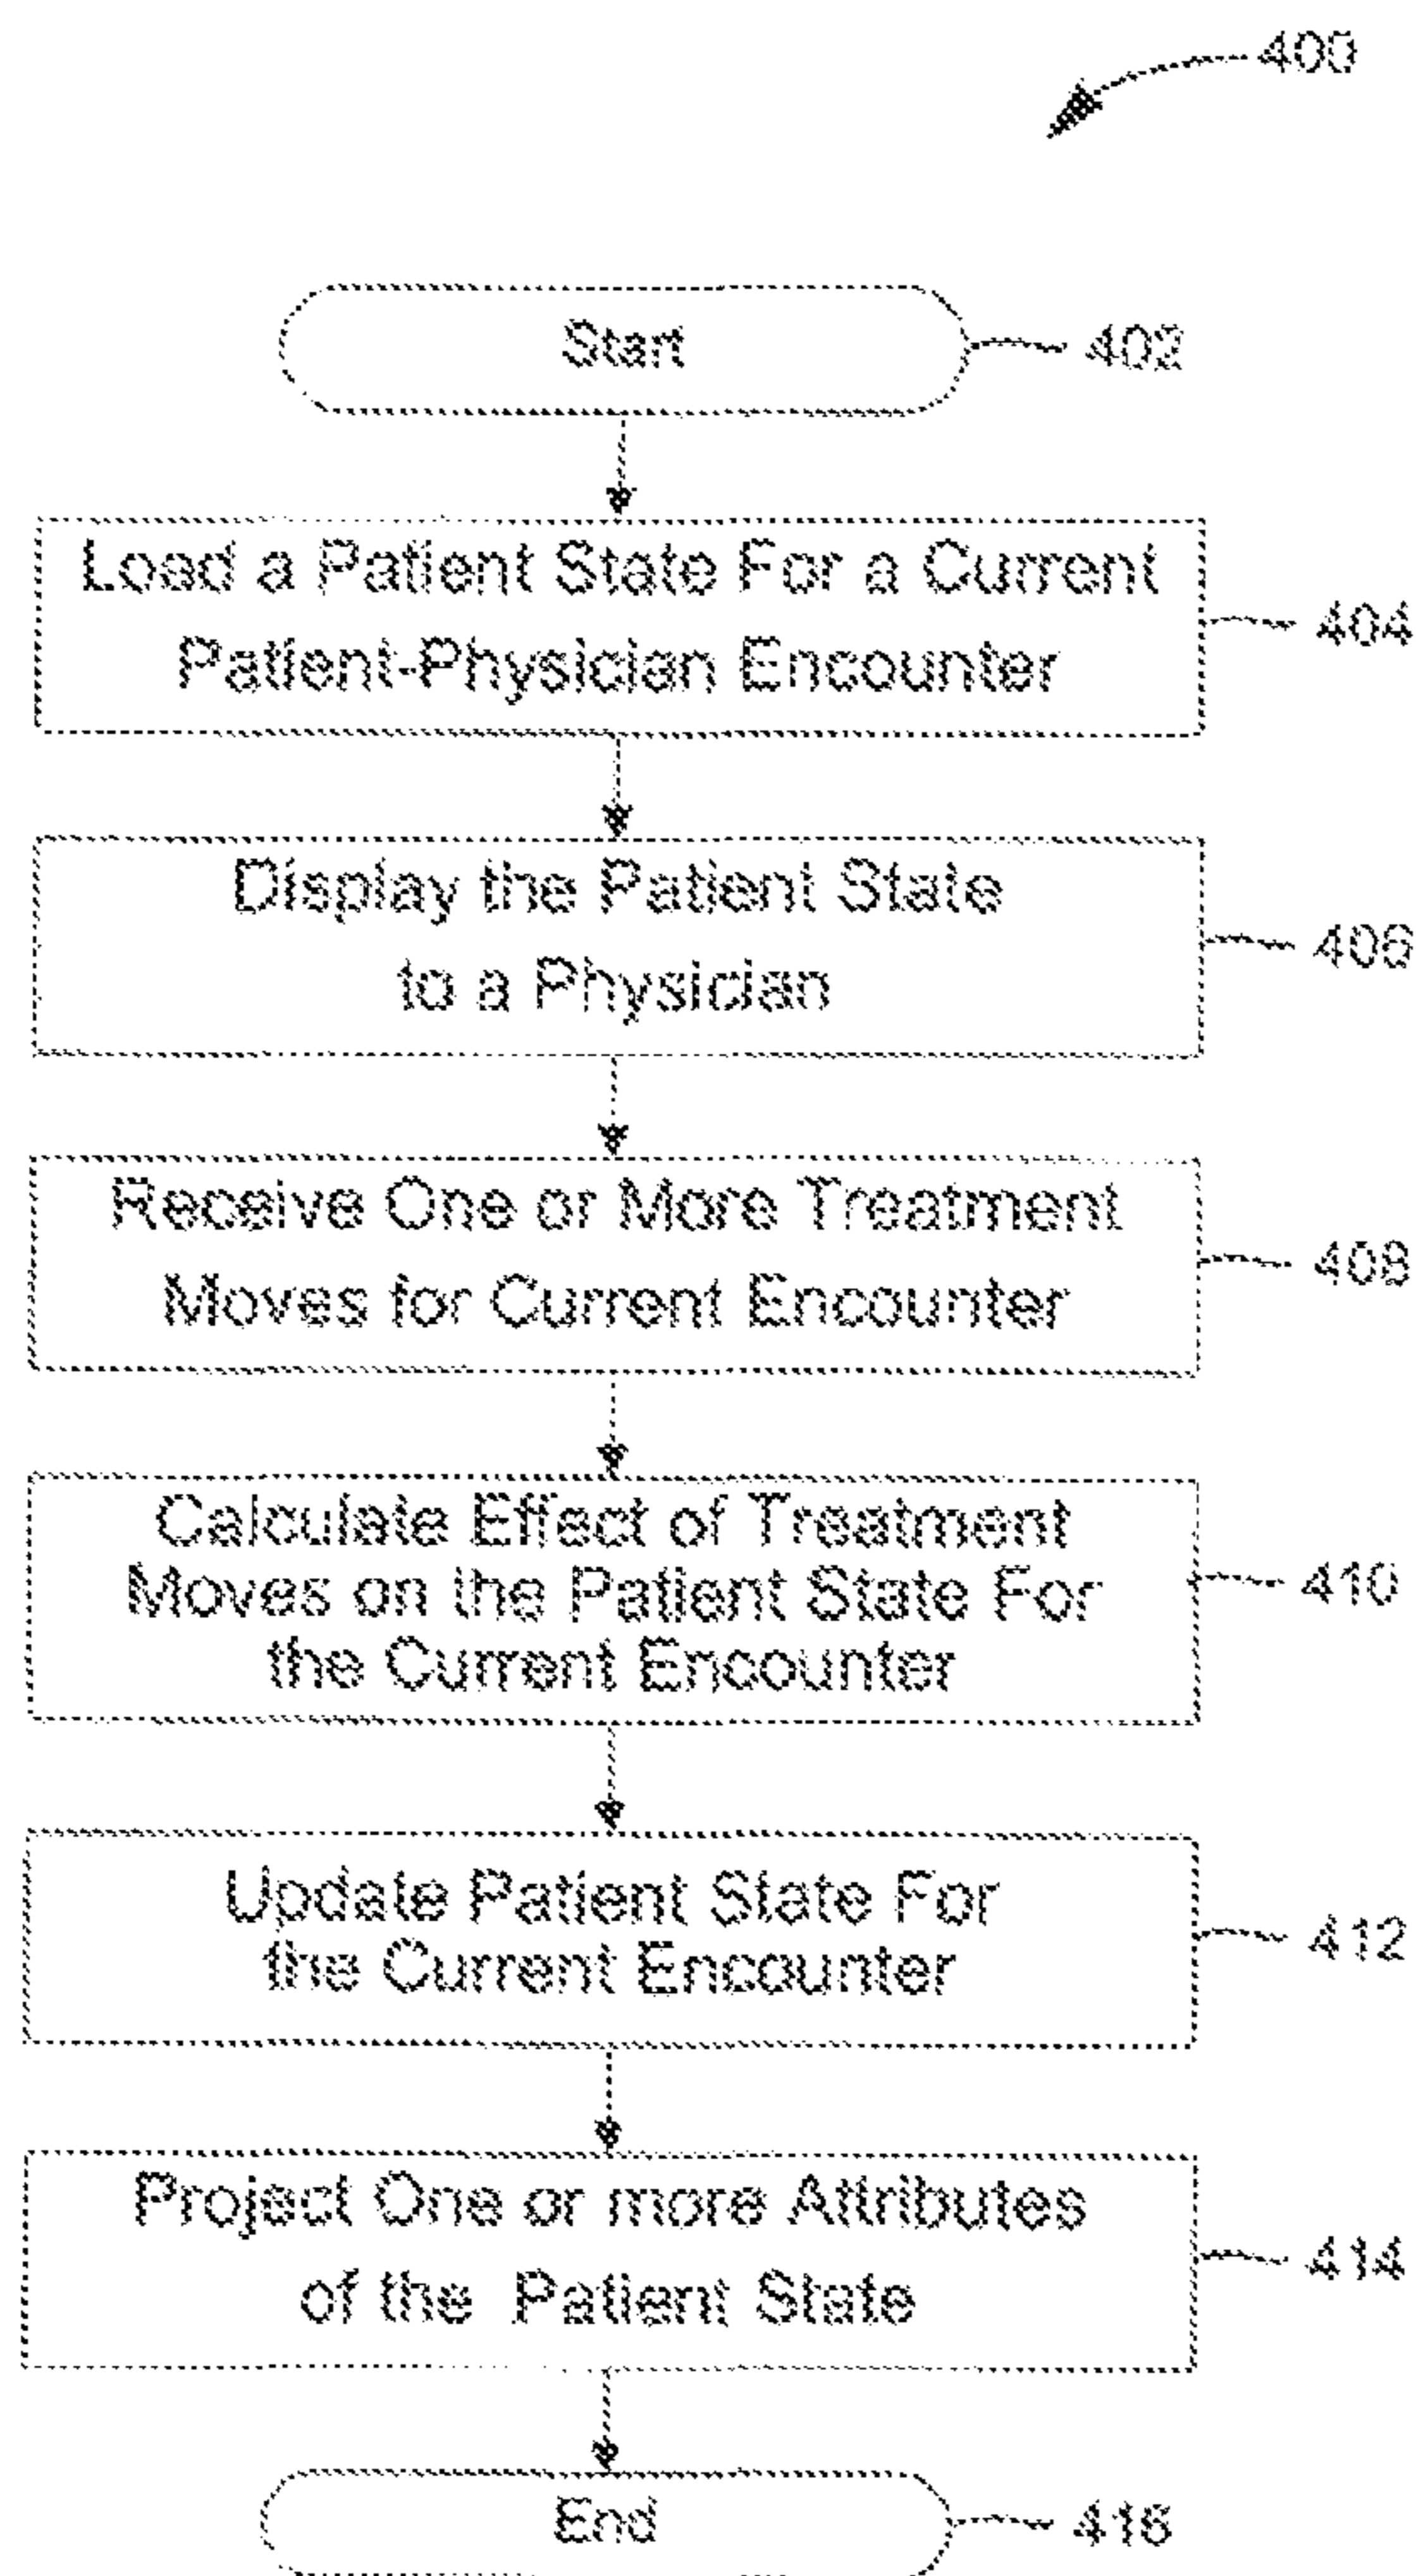 400
Start
402
Load a Patient State For a Current
Patient-Physician Encounter
404
Display the Patient State
to a Physician
406
Receive One or More Treatment
Moves for Current Encounter
408
Calculate Effect of Treatment
Moves on the Patient State For
the Current Encounter
410
Update Patient State For
the Current Encounter
412
Project One or more Attributes
of the Patient State
414
End
416